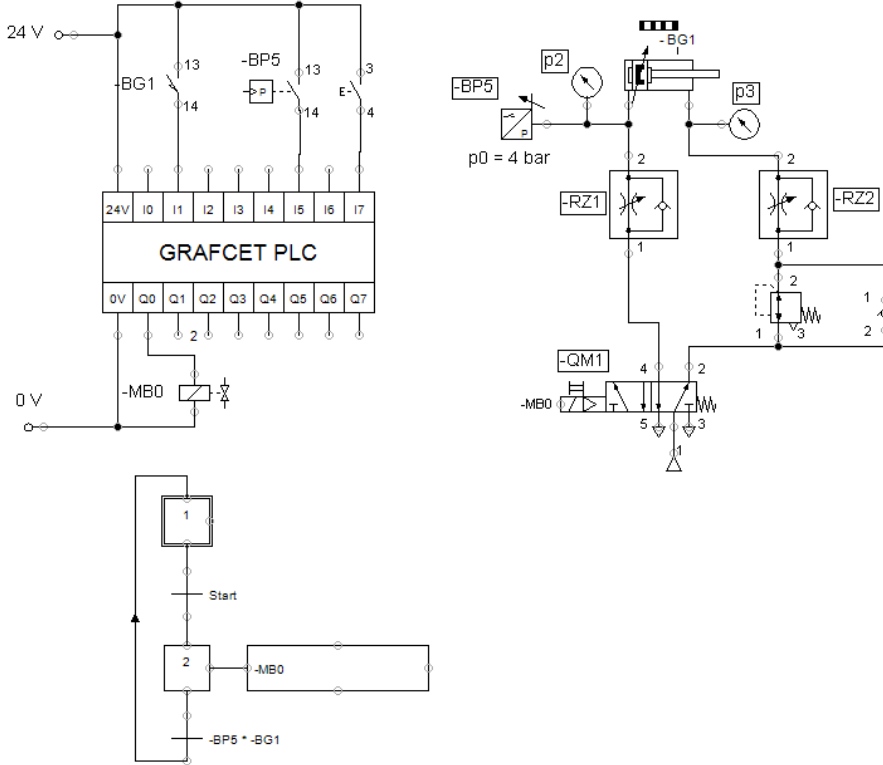 24 V
-BG1
13
14
-BP5
P
13
14
3
E-
4
24V I0 I1 I2 I3 I4 I5 I6 I7
GRAFCET PLC
0V Q0 Q1 Q2 Q3 Q4 Q5 Q6 Q7
2
-MB0
0 V
1
Start
2
-MB0
-BP5 * -BG1
-BG1
p2
-BP5
P
p3
p0 = 4 bar
2
2
-RZ1
-RZ2
1
1
2
1
3
1
2
-QM1
4
2
-MB0
5
3
1